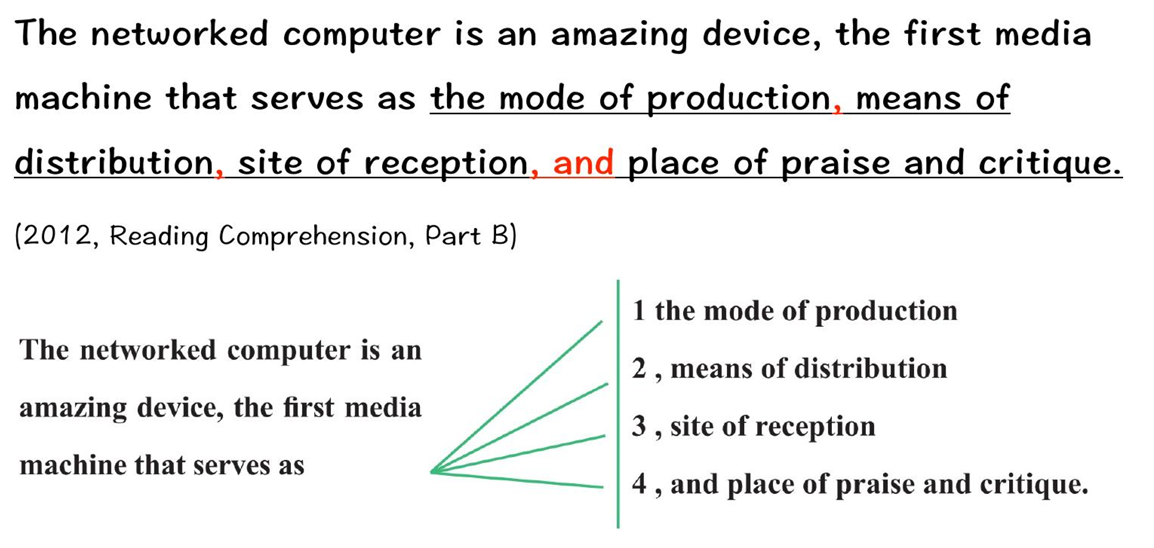 The networked computer is an amazing device, the first media
machine that serves as the mode of production, means of
distribution, site of reception, and place of praise and critique.
(2012, Reading Comprehension, Part B)
The networked computer is an
amazing device, the first media
machine that serves as
1 the mode of production
2 , means of distribution
3 , site of reception
4 , and place of praise and critique.